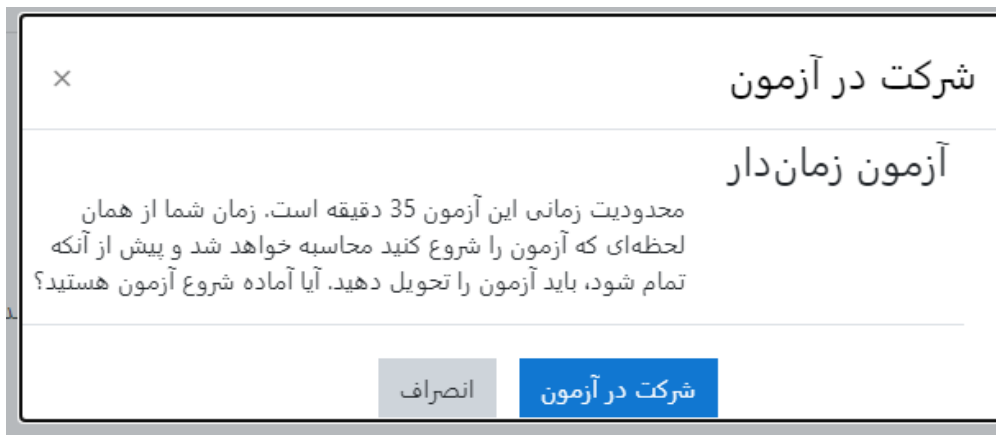 شرکت در آزمون
×
آزمون زمان‌دار
محدودیت زمانی این آزمون 35 دقیقه است. زمان شما از همان
لحظه‌ای که آزمون را شروع کنید محاسبه خواهد شد و پیش از آنکه
تمام شود، باید آزمون را تحویل دهید. آیا آماده شروع آزمون هستید؟
شرکت در آزمون
انصراف